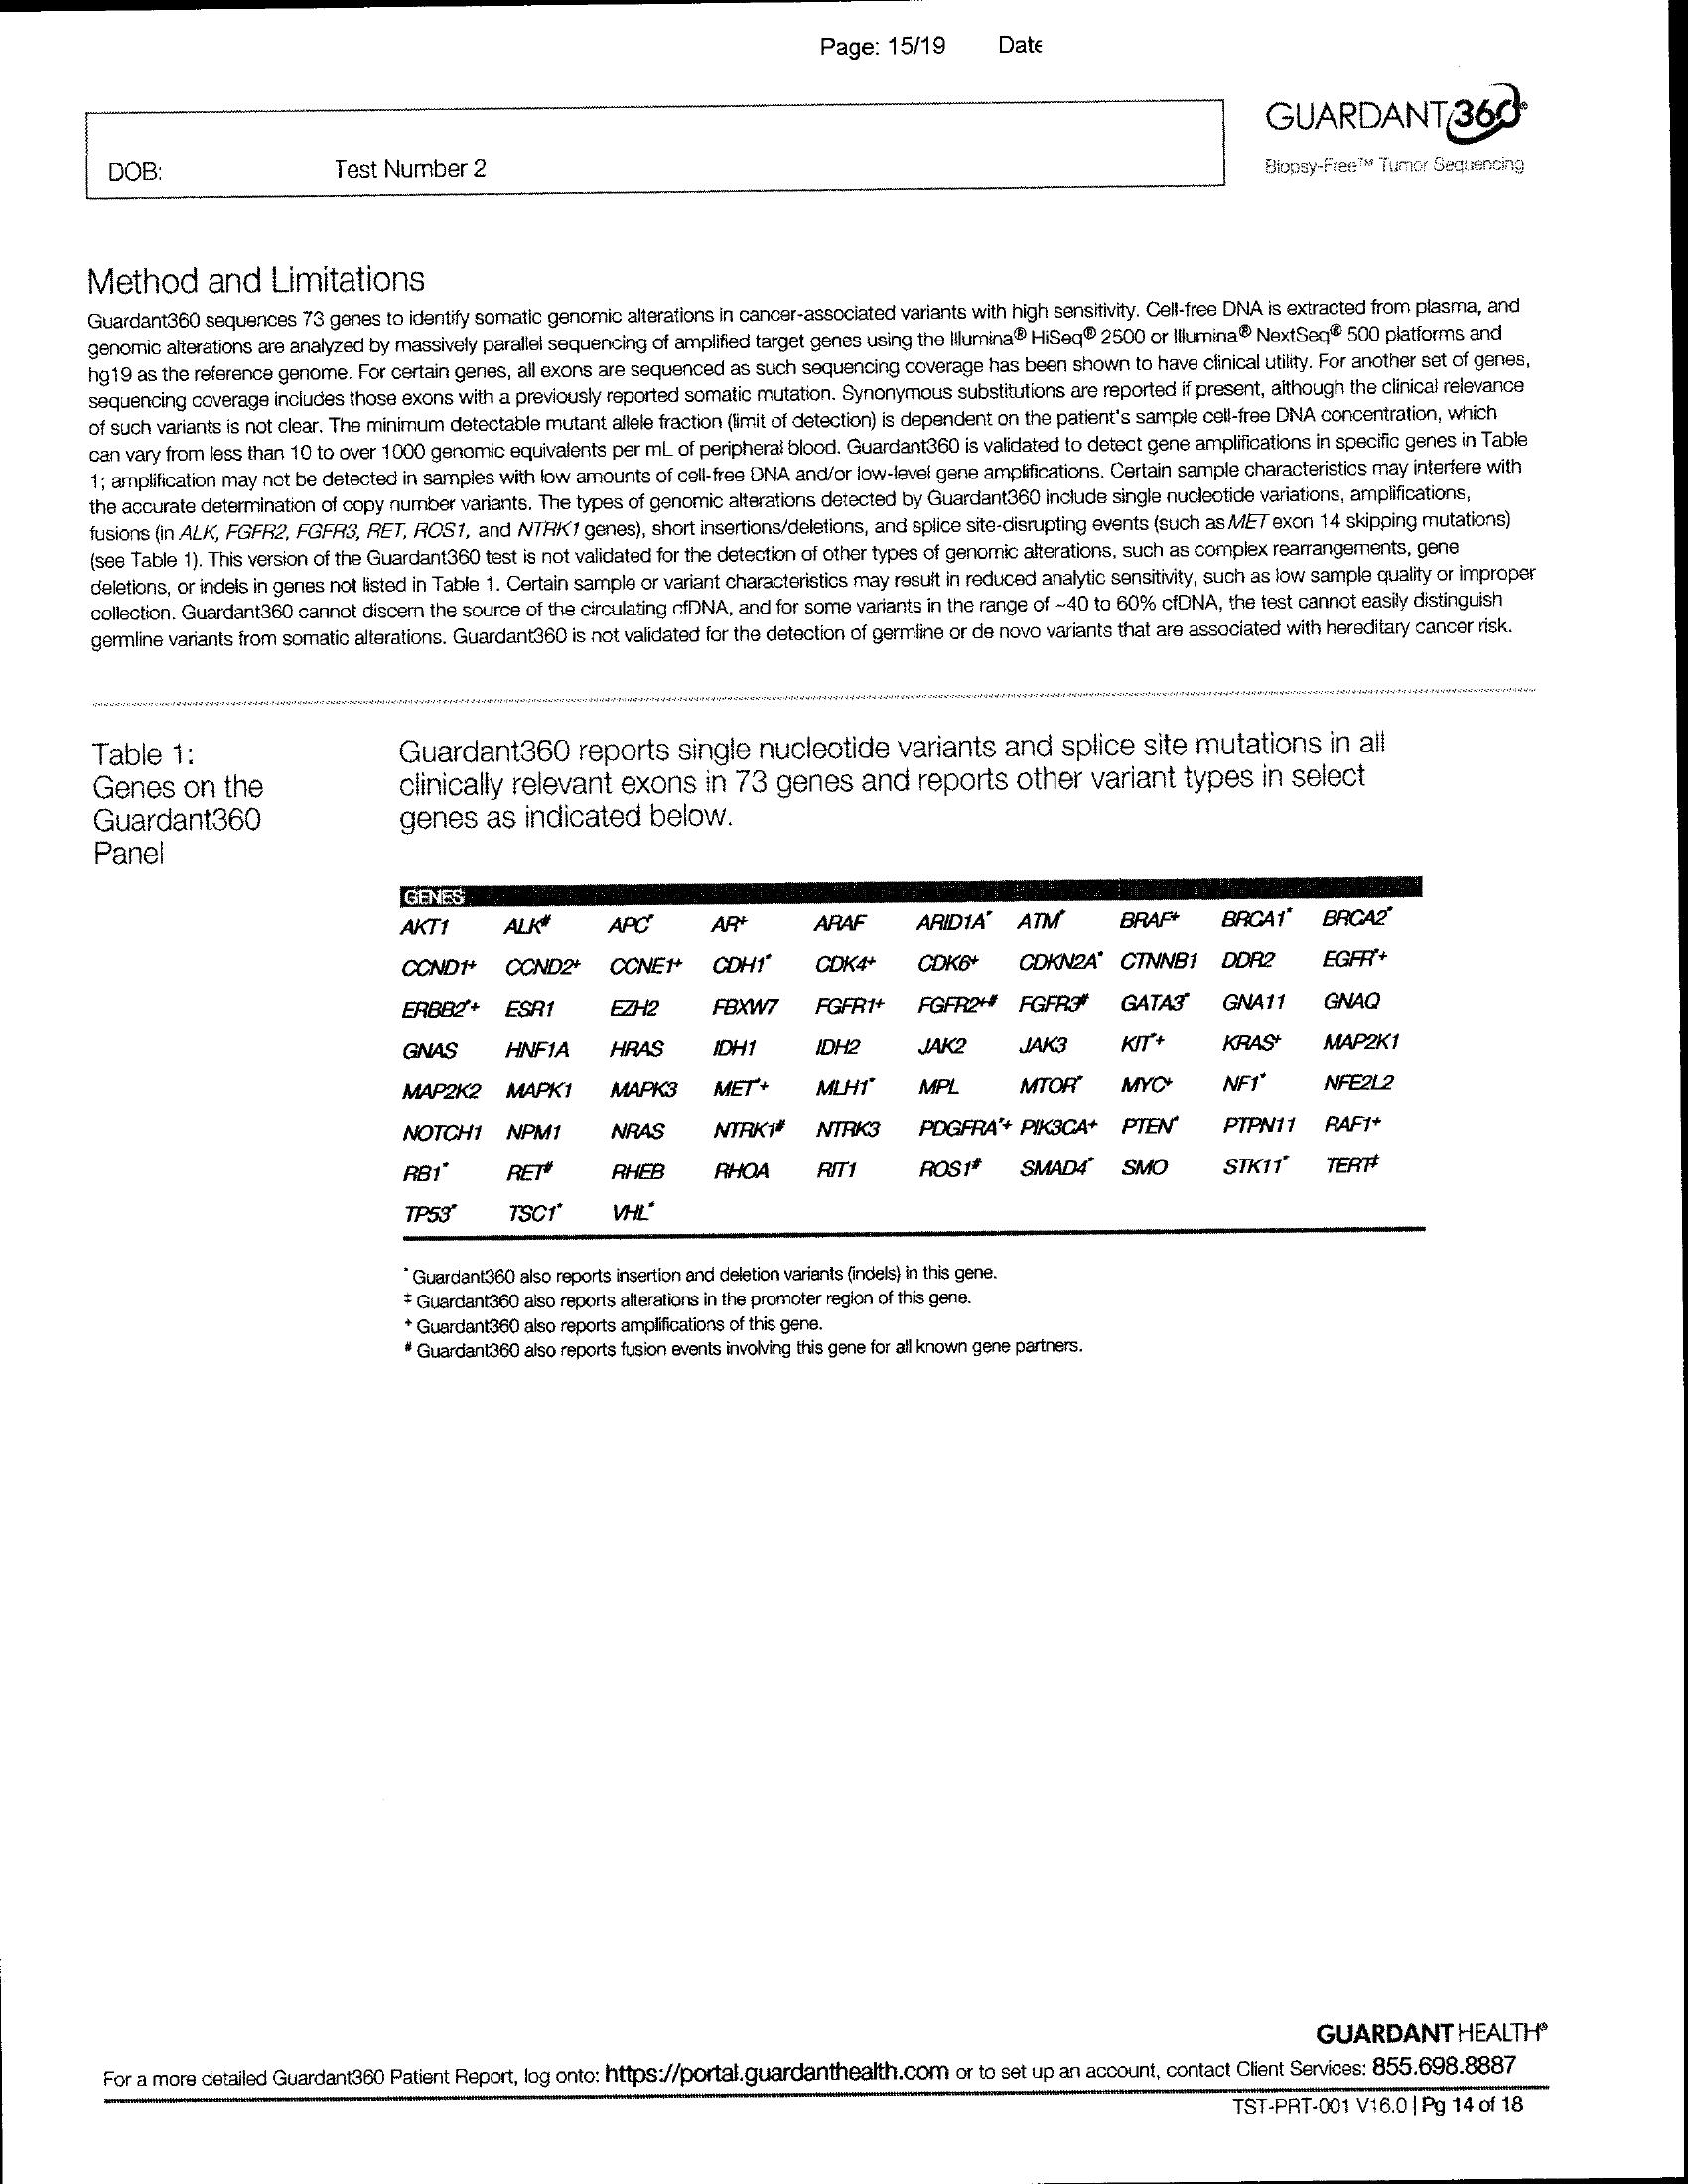 Page: 15/19 Date
GUARDANT360®
DOB: Test Number 2
Biopsy-Free™ Tumor Sequencing
Method and Limitations
Guardant360 sequences 73 genes to identify somatic genomic alterations in cancer-associated variants with high sensitivity. Cell-free DNA is extracted from plasma, and
genomic alterations are analyzed by massively parallel sequencing of amplified target genes using the Illumina® HiSeq® 2500 or Illumina® NextSeq® 500 platforms and
hg19 as the reference genome. For certain genes, all exons are sequenced as such sequencing coverage has been shown to have clinical utility. For another set of genes,
sequencing coverage includes those exons with a previously reported somatic mutation. Synonymous substitutions are reported if present, although the clinical relevance
of such variants is not clear. The minimum detectable mutant allele fraction (limit of detection) is dependent on the patient's sample cell-free DNA concentration, which
can vary from less than 10 to over 1000 genomic equivalents per mL of peripheral blood. Guardant360 is validated to detect gene amplifications in specific genes in Table
1; amplification may not be detected in samples with low amounts of cell-free DNA and/or low-level gene amplifications. Certain sample characteristics may interfere with
the accurate determination of copy number variants. The types of genomic alterations detected by Guardant360 include single nucleotide variations, amplifications,
fusions (in ALK, FGFR2, FGFR3, RET, ROS1, and NTRK1 genes), short insertions/deletions, and splice site-disrupting events (such as MET exon 14 skipping mutations)
(see Table 1). This version of the Guardant360 test is not validated for the detection of other types of genomic alterations, such as complex rearrangements, gene
deletions, or indels in genes not listed in Table 1. Certain sample or variant characteristics may result in reduced analytic sensitivity, such as low sample quality or improper
collection. Guardant360 cannot discern the source of the circulating cfDNA, and for some variants in the range of ~40 to 60% cfDNA, the test cannot easily distinguish
germline variants from somatic alterations. Guardant360 is not validated for the detection of germline or de novo variants that are associated with hereditary cancer risk.
Table 1:
Genes on the
Guardant360
Panel
Guardant360 reports single nucleotide variants and splice site mutations in all
clinically relevant exons in 73 genes and reports other variant types in select
genes as indicated below.
GENES
AKT1 ALK# APC* AR+ ARAF ARID1A* ATM* BRAF+ BRCA1* BRCA2*
CCND1+ CCND2+ CCNE1+ CDH1* CDK4+ CDK6+ CDKN2A* CTNNB1 DDR2 EGFR*+
ERBB2*+ ESR1 EZH2 FBXW7 FGFR1+ FGFR2+# FGFR3# GATA3* GNA11 GNAQ
GNAS HNF1A HRAS IDH1 IDH2 JAK2 JAK3 KIT*+ KRAS+ MAP2K1
MAP2K2 MAPK1 MAPK3 MET*+ MLH1* MPL MTOR* MYC+ NF1* NFE2L2
NOTCH1 NPM1 NRAS NTRK1# NTRK3 PDGFRA*+ PIK3CA+ PTEN* PTPN11 RAF1+
RB1* RET# RHEB RHOA RIT1 ROS1# SMAD4* SMO STK11* TERT‡
TP53* TSC1* VHL*
* Guardant360 also reports insertion and deletion variants (indels) in this gene.
‡ Guardant360 also reports alterations in the promoter region of this gene.
+ Guardant360 also reports amplifications of this gene.
# Guardant360 also reports fusion events involving this gene for all known gene partners.
GUARDANT HEALTH®
For a more detailed Guardant360 Patient Report, log onto: https://portal.guardanthealth.com or to set up an account, contact Client Services: 855.698.8887
TST-PRT-001 V16.0 | Pg 14 of 18